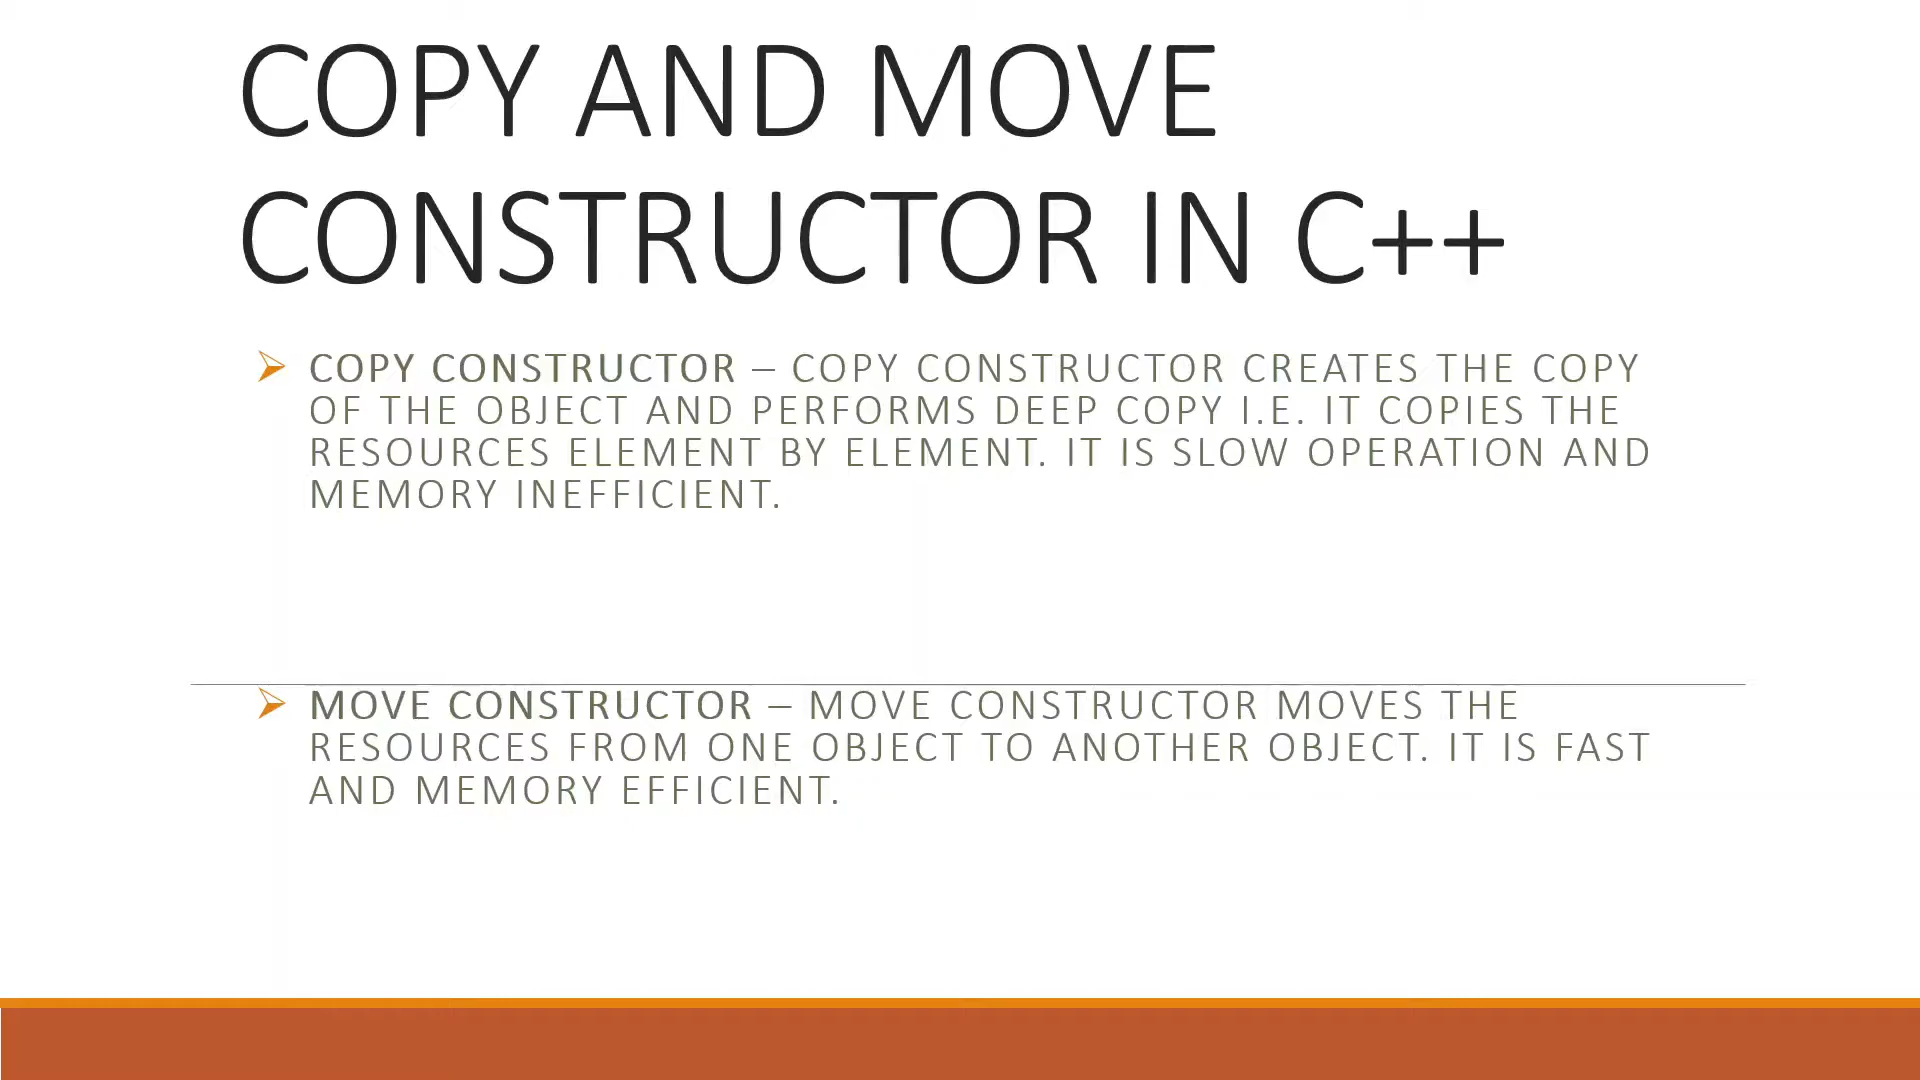 COPY AND MOVE
CONSTRUCTOR IN C++
COPY CONSTRUCTOR – COPY CONSTRUCTOR CREATES THE COPY
OF THE OBJECT AND PERFORMS DEEP COPY I.E. IT COPIES THE
RESOURCES ELEMENT BY ELEMENT. IT IS SLOW OPERATION AND
MEMORY INEFFICIENT.
MOVE CONSTRUCTOR – MOVE CONSTRUCTOR MOVES THE
RESOURCES FROM ONE OBJECT TO ANOTHER OBJECT. IT IS FAST
AND MEMORY EFFICIENT.